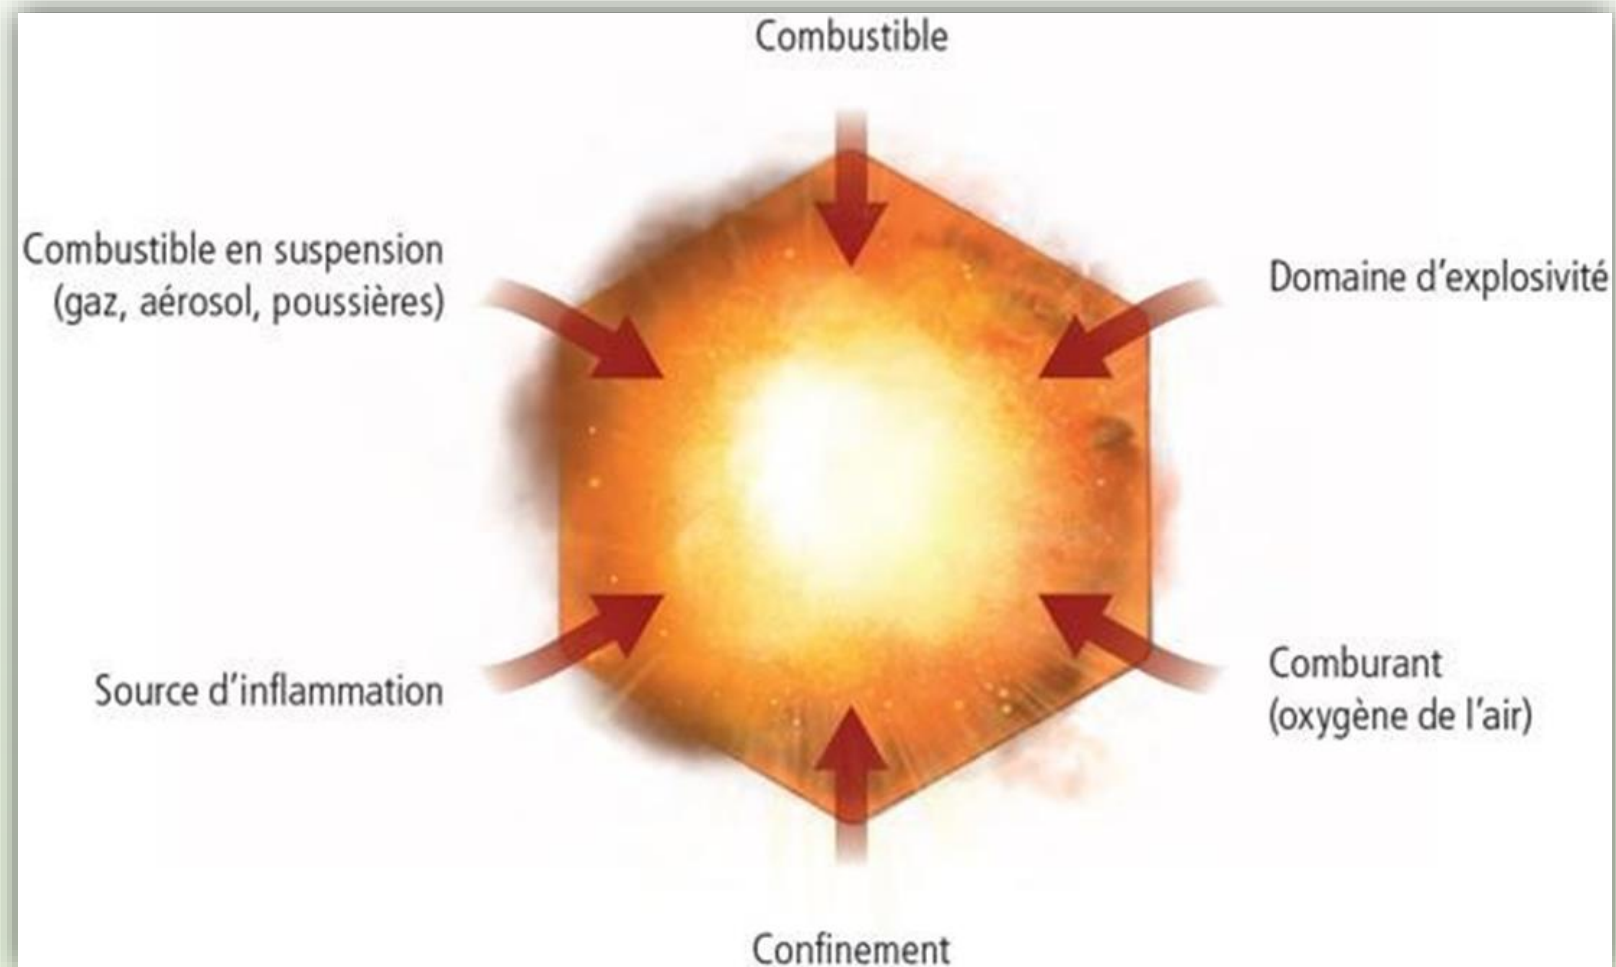 Combustible
Combustible en suspension
(gaz, aérosol, poussières)
Domaine d'explosivité
Source d'inflammation
Comburant
(oxygène de l'air)
Confinement